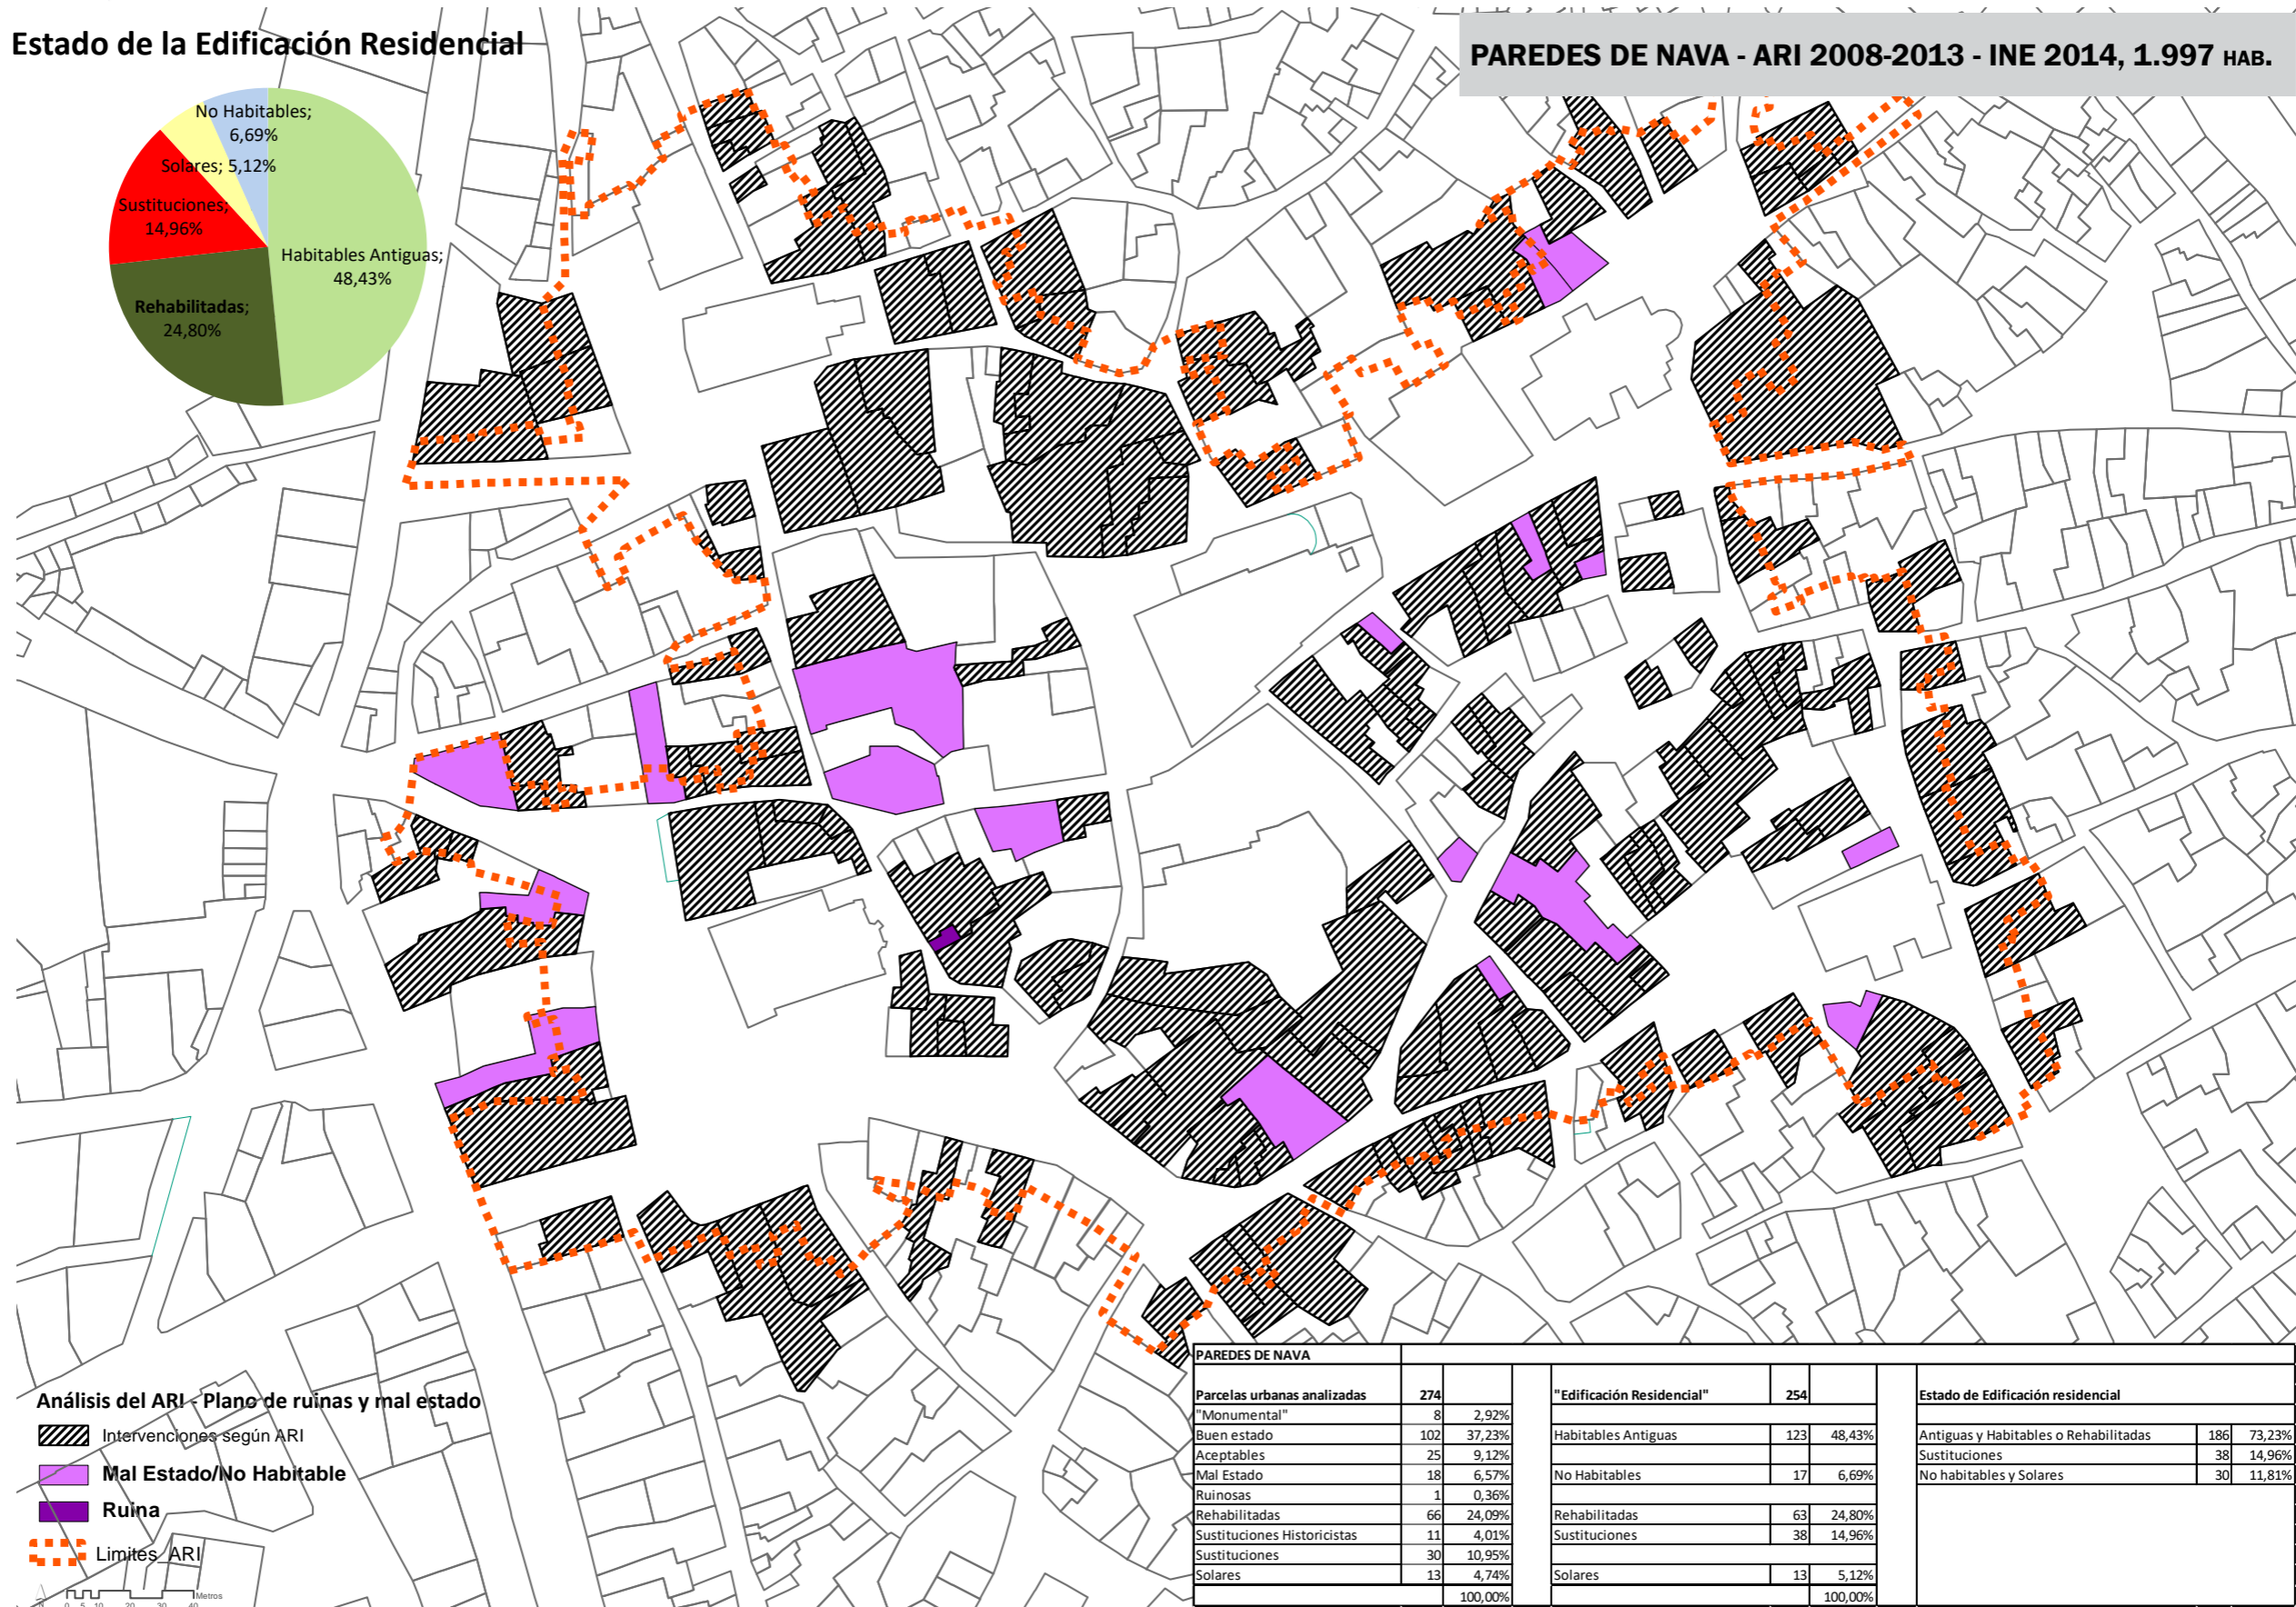 Estado de la Edificación Residencial
PAREDES DE NAVA - ARI 2008-2013 - INE 2014, 1.997 HAB.
No Habitables;
6,69%
Solares; 5,12%
Sustituciones;
14,96%
Habitables Antiguas;
48,43%
Rehabilitadas;
24,80%
Análisis del ARI - Plano de ruinas y mal estado
Intervenciones según ARI
Mal Estado/No Habitable
Ruina
Limites_ARI
N
0 5 10 20 30 40
Metros
PAREDES DE NAVA
Parcelas urbanas analizadas 274 "Edificación Residencial" 254 Estado de Edificación residencial
"Monumental" 8 2,92%
Buen estado 102 37,23% Habitables Antiguas 123 48,43% Antiguas y Habitables o Rehabilitadas 186 73,23%
Aceptables 25 9,12% Sustituciones 38 14,96%
Mal Estado 18 6,57% No Habitables 17 6,69% No habitables y Solares 30 11,81%
Ruinosas 1 0,36%
Rehabilitadas 66 24,09% Rehabilitadas 63 24,80%
Sustituciones Historicistas 11 4,01% Sustituciones 38 14,96%
Sustituciones 30 10,95%
Solares 13 4,74% Solares 13 5,12%
100,00% 100,00%